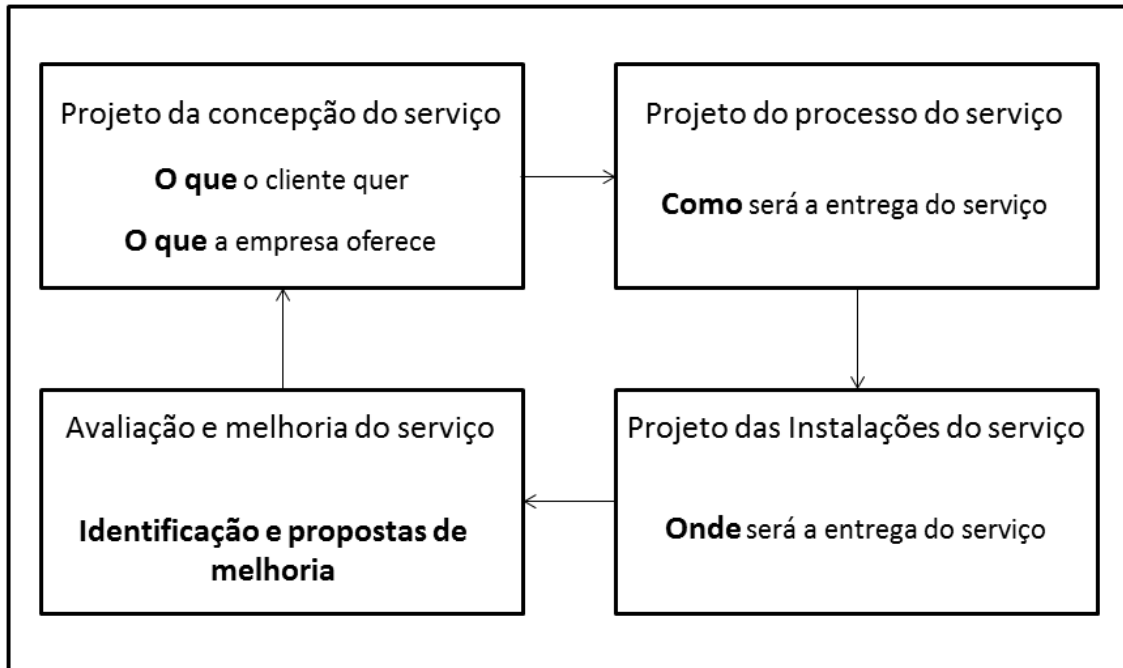 Projeto da concepção do serviço
O que o cliente quer
O que a empresa oferece
Projeto do processo do serviço
Como será a entrega do serviço
Avaliação e melhoria do serviço
Identificação e propostas de
melhoria
Projeto das Instalações do serviço
Onde será a entrega do serviço